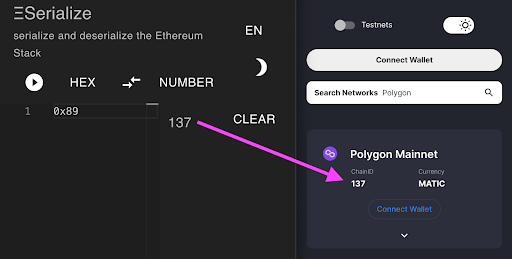 ΞSerialize
serialize and deserialize the Ethereum
Stack
EN
HEX
NUMBER
1 0x89
137
CLEAR
Testnets
Connect Wallet
Search Networks Polygon
Polygon Mainnet
ChainID Currency
137 MATIC
Connect Wallet